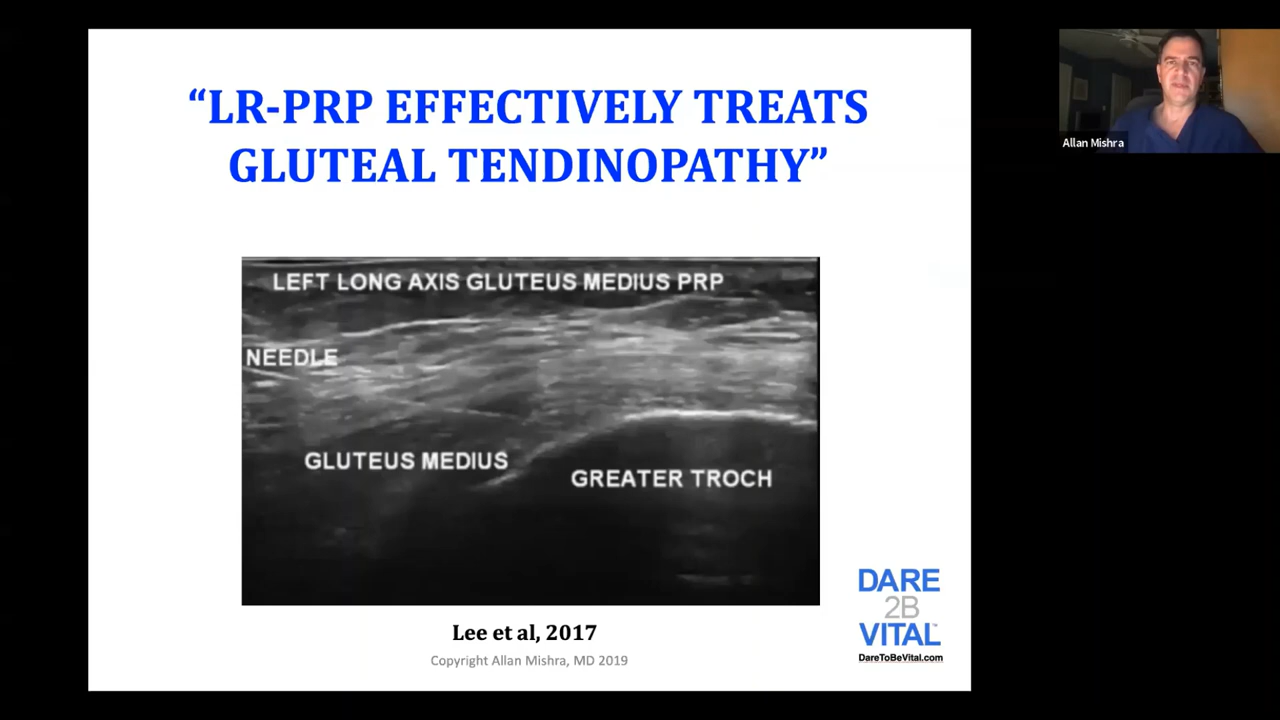 “LR-PRP EFFECTIVELY TREATS
GLUTEAL TENDINOPATHY”
LEFT LONG AXIS GLUTEUS MEDIUS PRP
NEEDLE
GLUTEUS MEDIUS
GREATER TROCH
Lee et al, 2017
Copyright Allan Mishra, MD 2019
DARE
2B
VITAL™
DareToBeVital.com
Allan Mishra